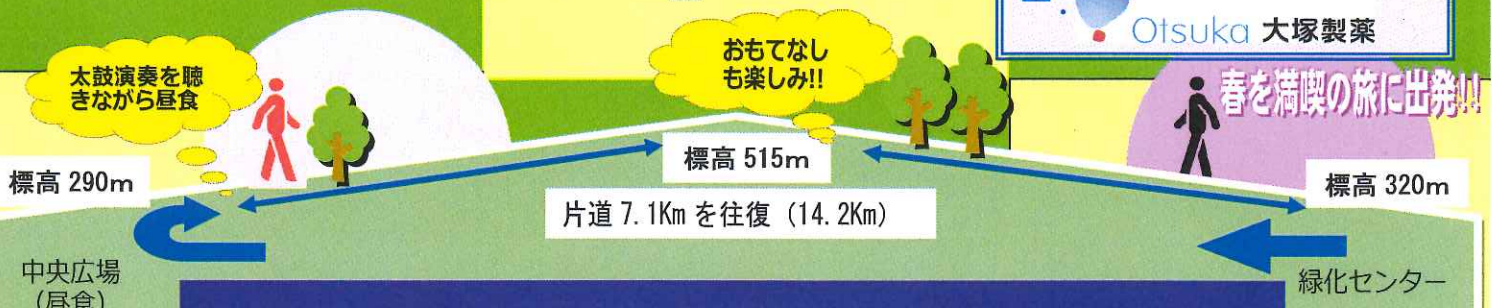 Otsuka 大塚製薬
太鼓演奏を聴
きながら昼食
おもてなし
も楽しみ!!
春を満喫の旅に出発!!
標高 290m
標高 515m
標高 320m
片道 7.1Km を往復（14.2Km）
中央広場
（昼食）
緑化センター